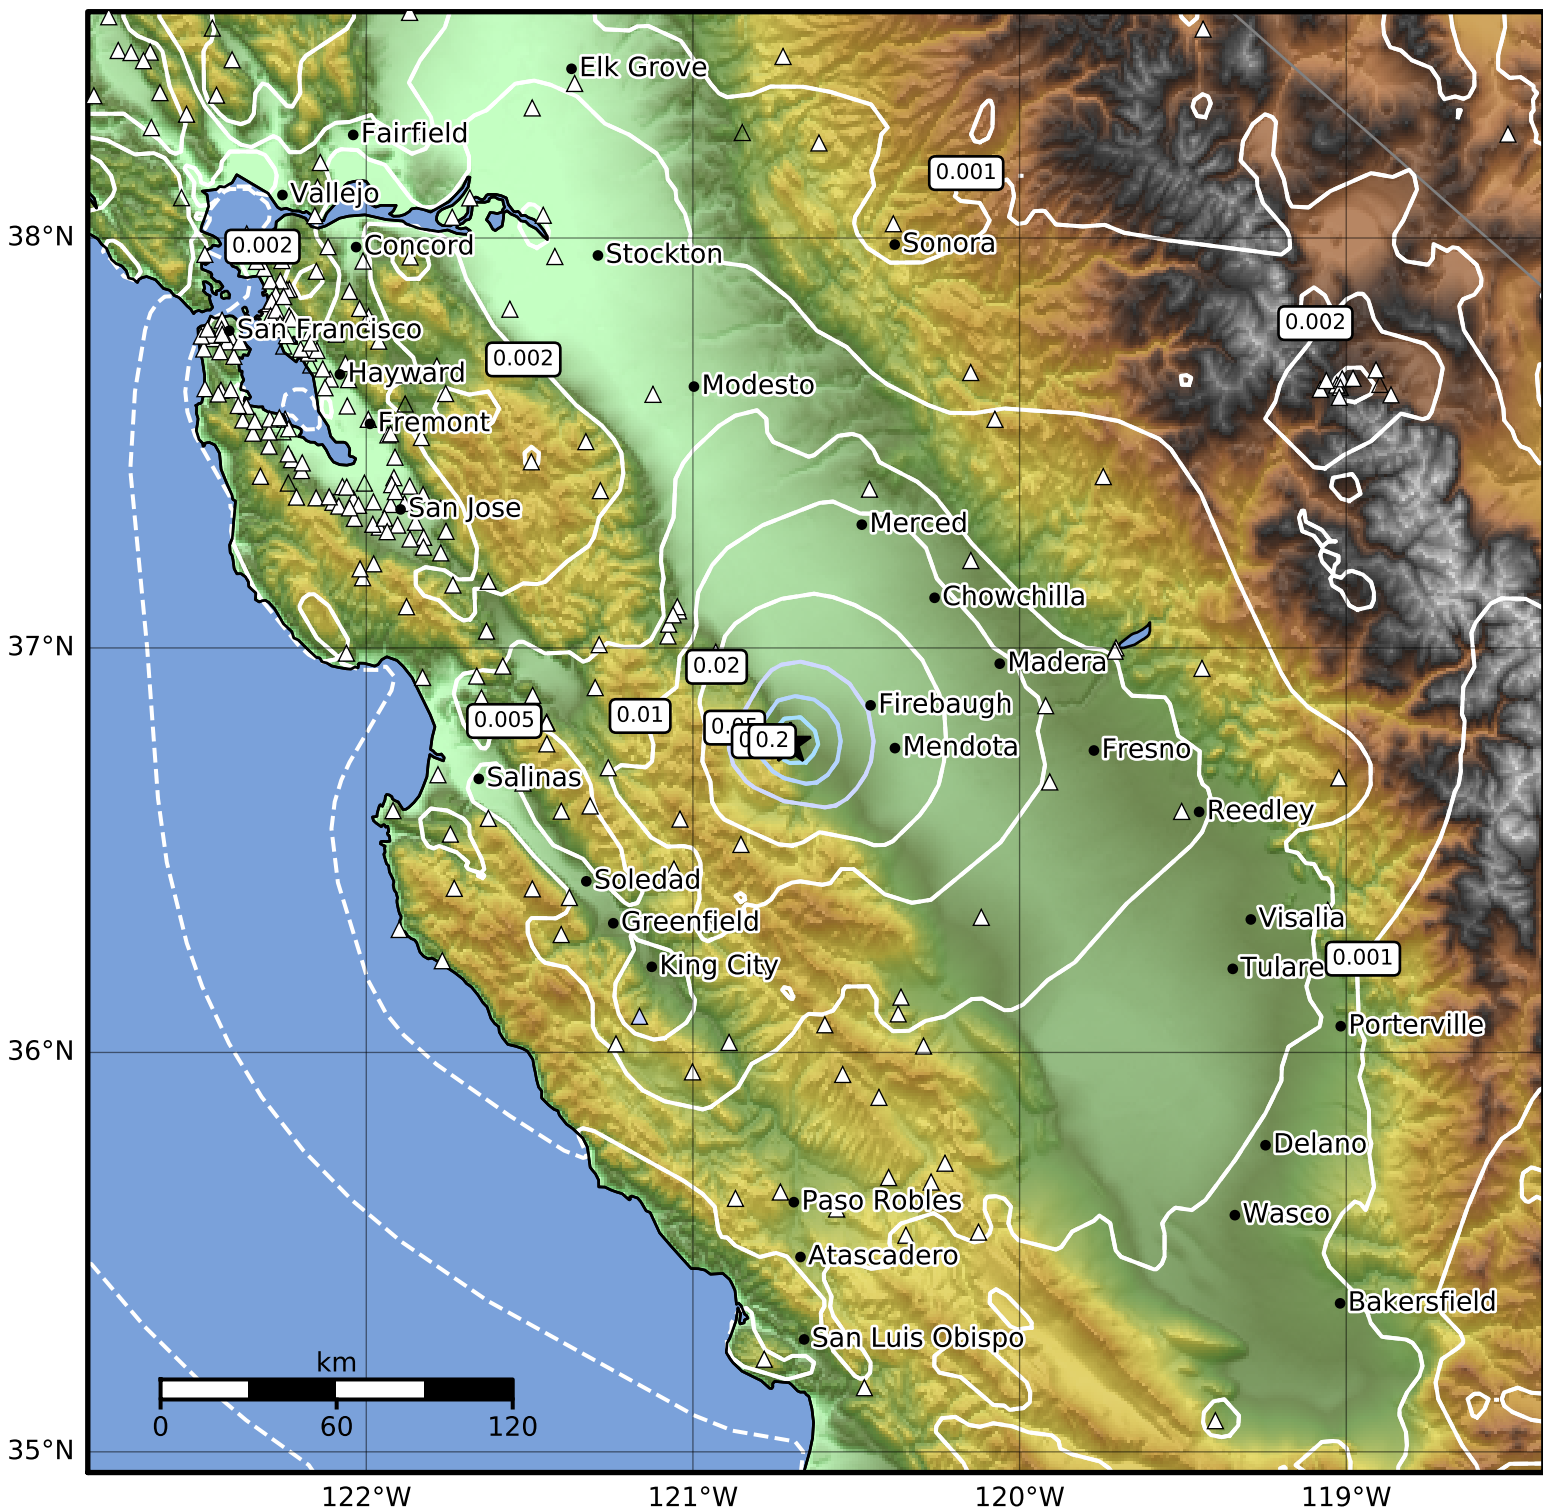 Elk Grove
Fairfield
0.001
Vallejo
38°N
0.002
Concord
Sonora
Stockton
0.002
San Francisco
0.002
Hayward
Modesto
Fremont
San Jose
Merced
Chowchilla
37°N
0.02
Madera
Firebaugh
0.005
0.01
0.05
0.2
Mendota
Fresno
Salinas
Reedley
Soledad
Greenfield
Visalia
King City
Tulare
0.001
Porterville
36°N
Delano
Paso Robles
Wasco
Atascadero
Bakersfield
San Luis Obispo
km
0 60 120
35°N
122°W 121°W 120°W 119°W